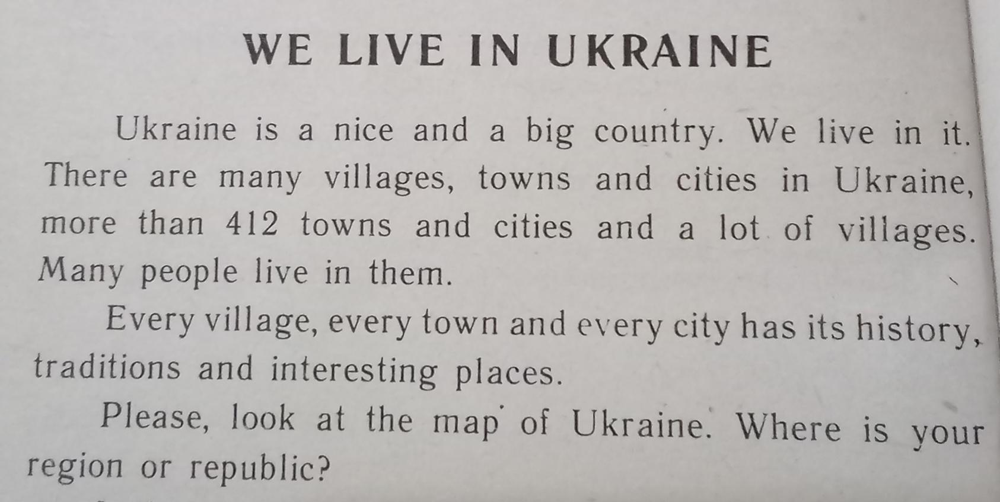 WE LIVE IN UKRAINE
Ukraine is a nice and a big country. We live in it.
There are many villages, towns and cities in Ukraine,
more than 412 towns and cities and a lot of villages.
Many people live in them.
Every village, every town and every city has its history,
traditions and interesting places.
Please, look at the map of Ukraine. Where is your
region or republic?